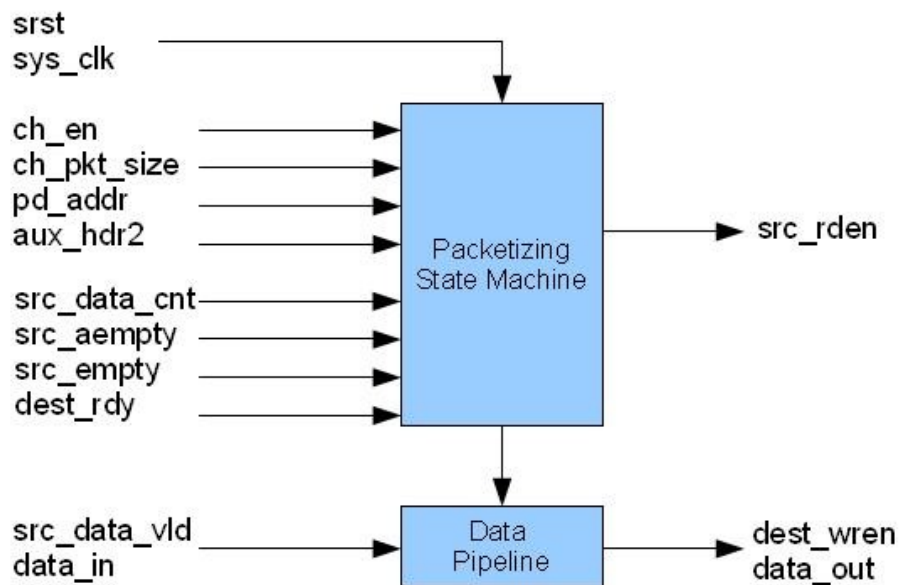 srst
sys_clk
ch_en
ch_pkt_size
pd_addr
aux_hdr2
src_data_cnt
src_aempty
src_empty
dest_rdy
Packetizing
State Machine
src_rden
src_data_vld
data_in
Data
Pipeline
dest_wren
data_out